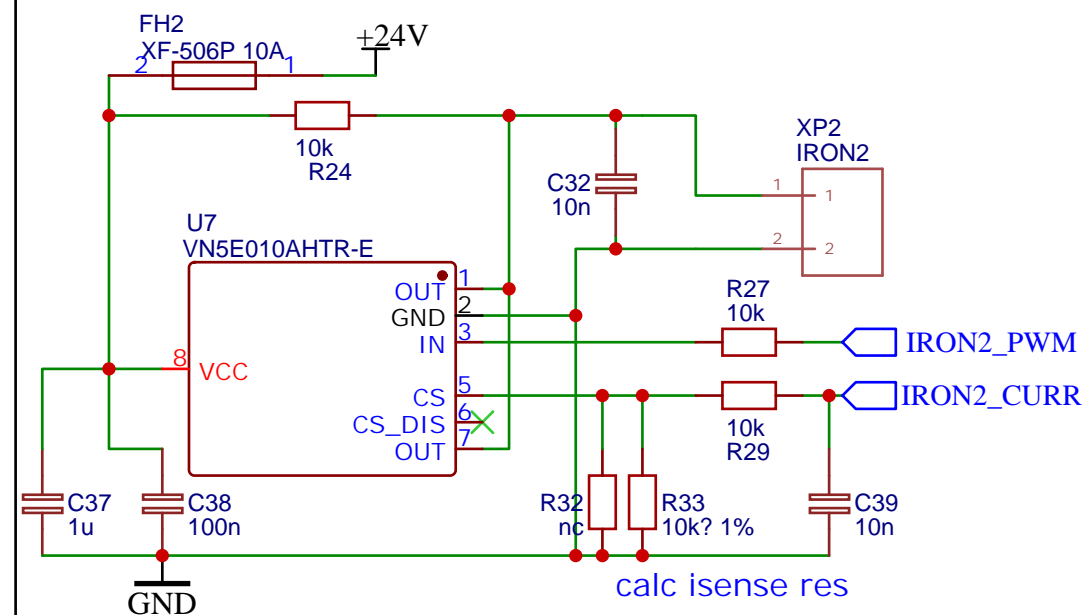 FH2
XF-506P 10A
+24V
2
1
10k
R24
XP2
IRON2
C32
10n
1
1
2
2
U7
VN5E010AHTR-E
OUT
1
GND
2
IN
3
8
VCC
CS
5
CS_DIS
6
OUT
7
R27
10k
IRON2_PWM
IRON2_CURR
10k
R29
C37
1u
C38
100n
R32
nc
R33
10k? 1%
C39
10n
calc isense res
GND